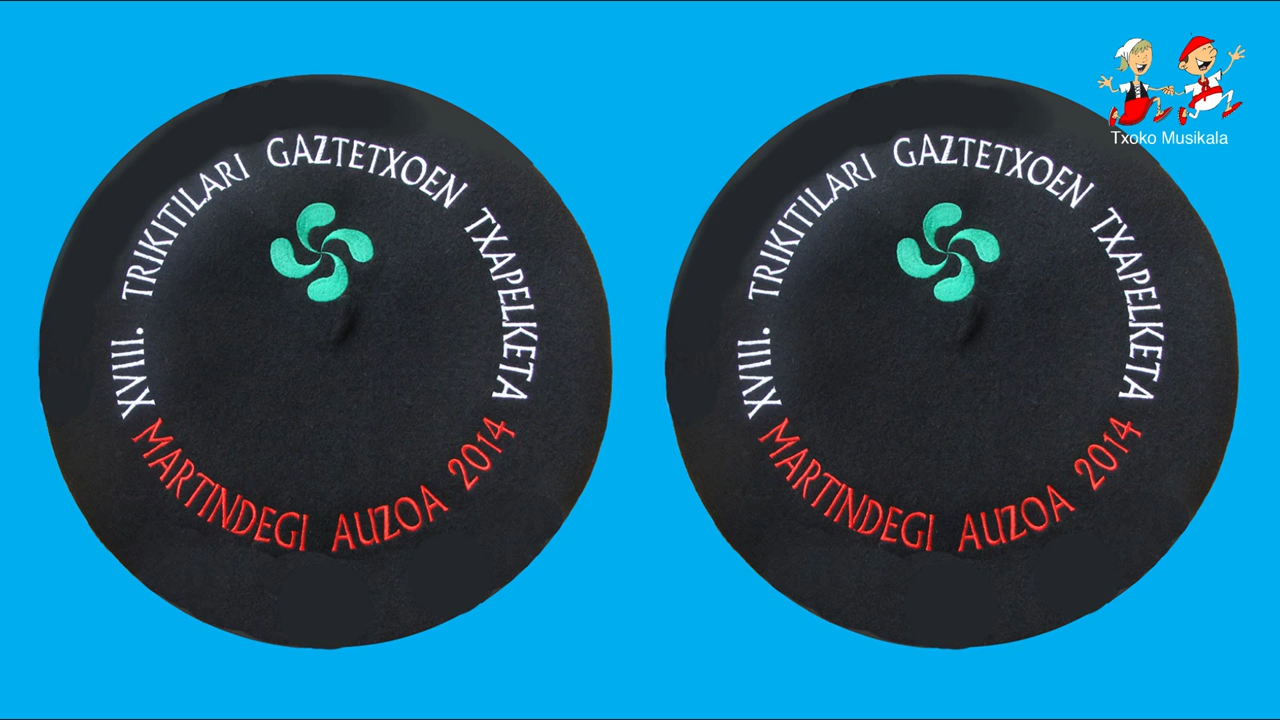 XVIII. TRIKITILARI GAZTETXOEN TXAPELKETA
MARTINDEGI AUZOA 2014
XVIII. TRIKITILARI GAZTETXOEN TXAPELKETA
MARTINDEGI AUZOA 2014
Txoko Musikala